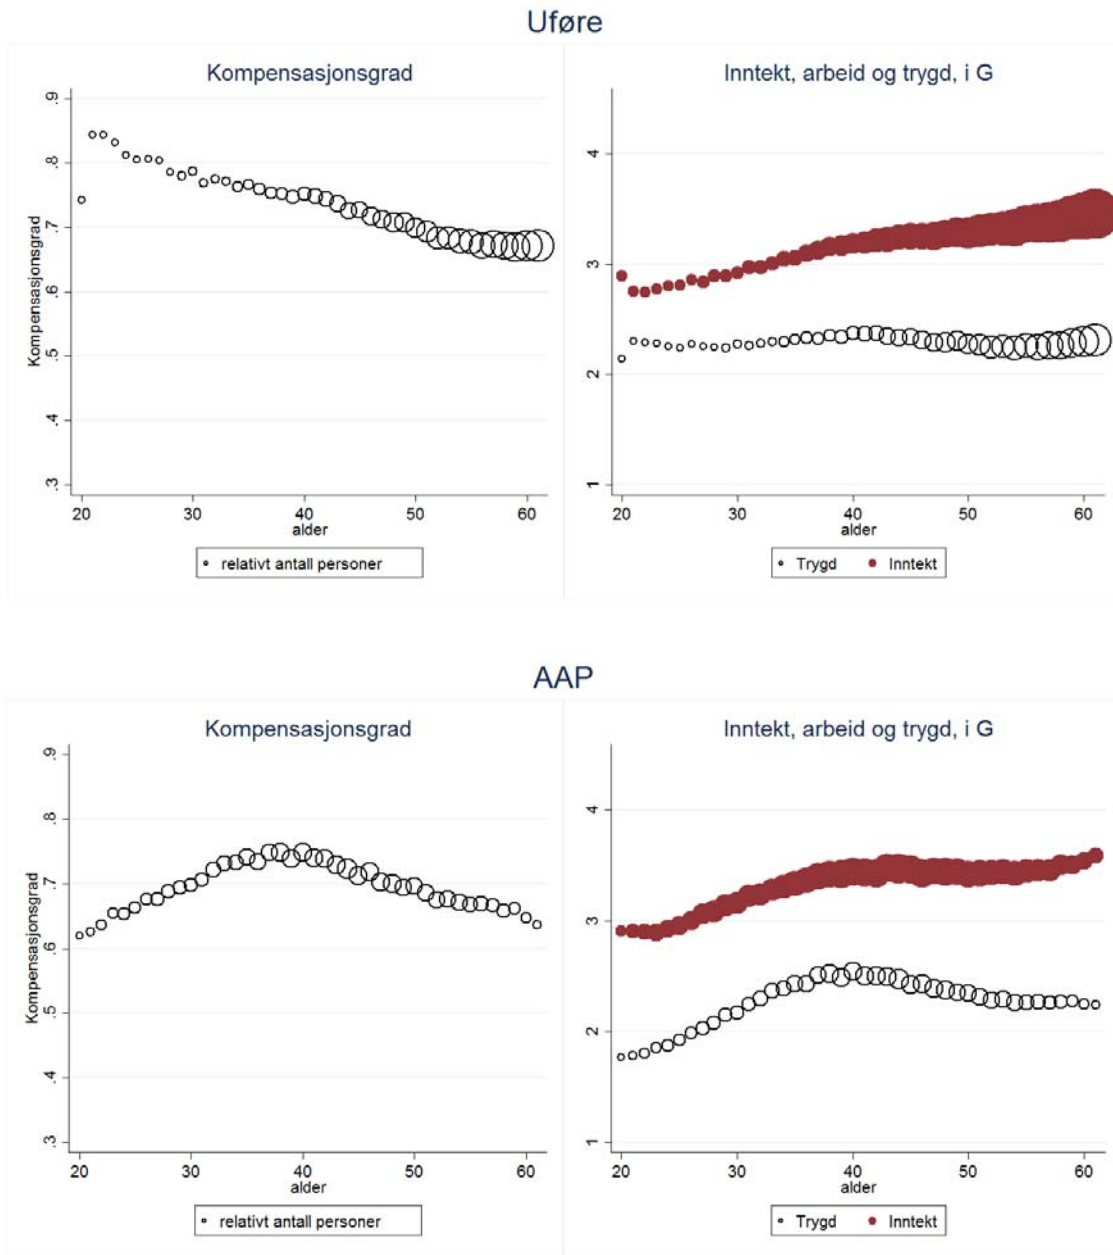 Uføre
Kompensasjonsgrad
Kompensasjonsgrad
.9
.8
.7
.6
.5
.4
.3
20 30 40 50 60
alder
relativt antall personer
Inntekt, arbeid og trygd, i G
4
3
2
1
20 30 40 50 60
alder
Trygd Inntekt
AAP
Kompensasjonsgrad
Kompensasjonsgrad
.9
.8
.7
.6
.5
.4
.3
20 30 40 50 60
alder
relativt antall personer
Inntekt, arbeid og trygd, i G
4
3
2
1
20 30 40 50 60
alder
Trygd Inntekt